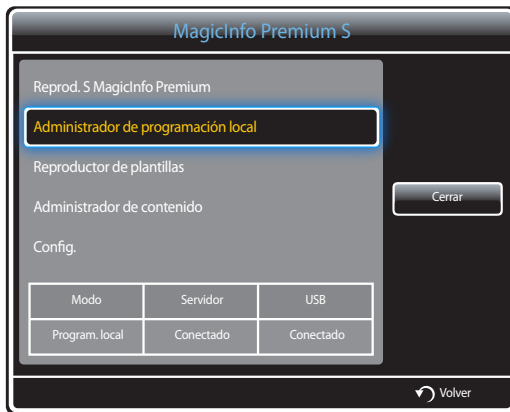 MagicInfo Premium S
Reprod. S MagicInfo Premium
Administrador de programación local
Reproductor de plantillas
Administrador de contenido
Config.
Cerrar
Modo Servidor USB
Program. local Conectado Conectado
Volver